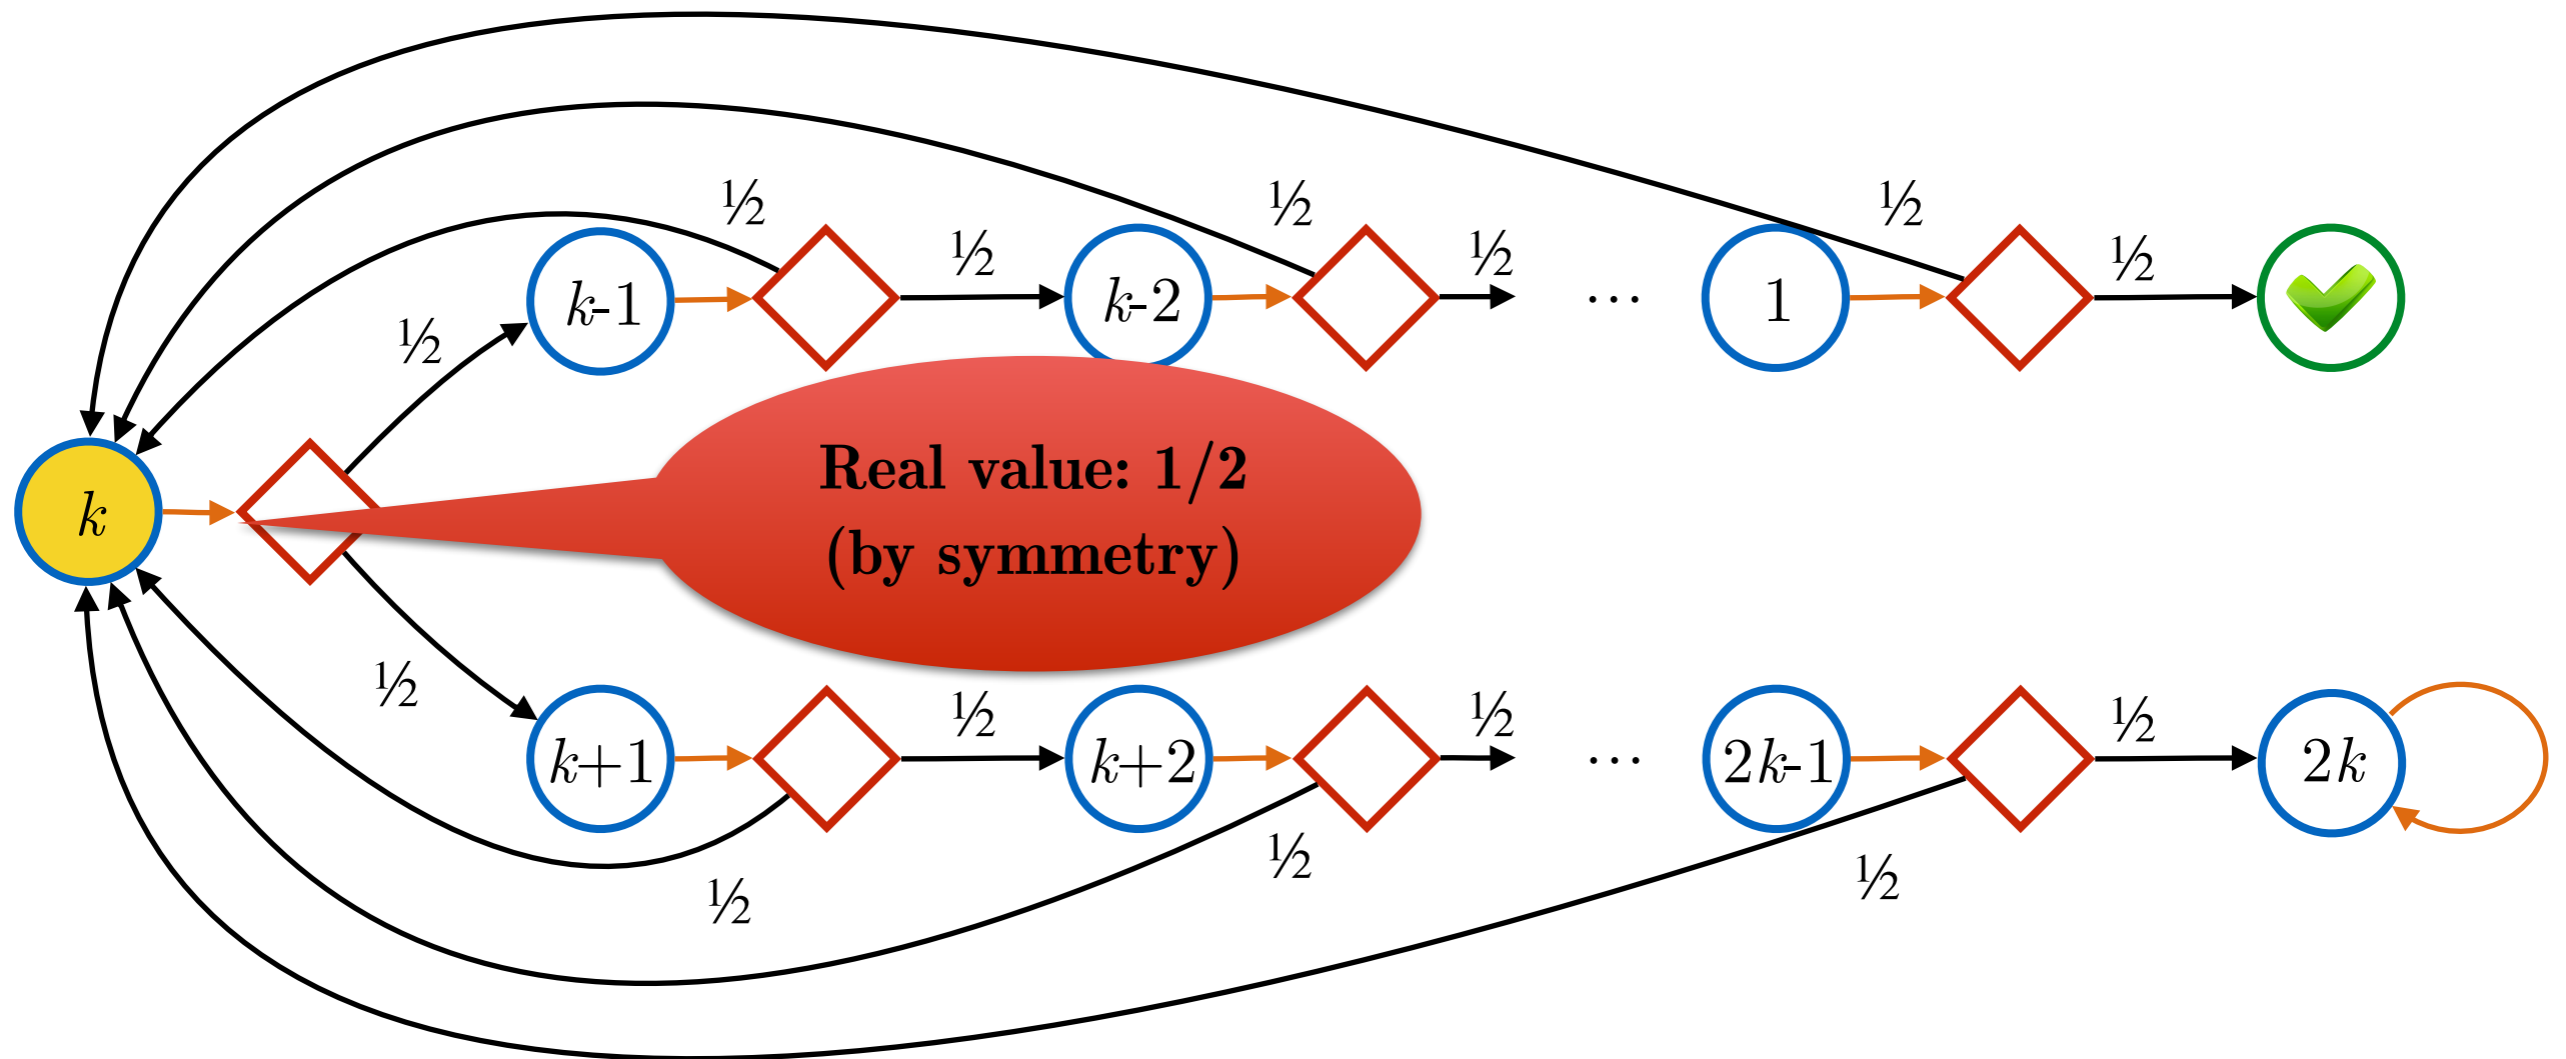 ½ ½ ½
½ ½ ½ ½
k-1 k-2 ... 1
½
Real value: 1/2
(by symmetry)
k
½
½ ½ ½
k+1 k+2 ... 2k-1 2k
½ ½ ½